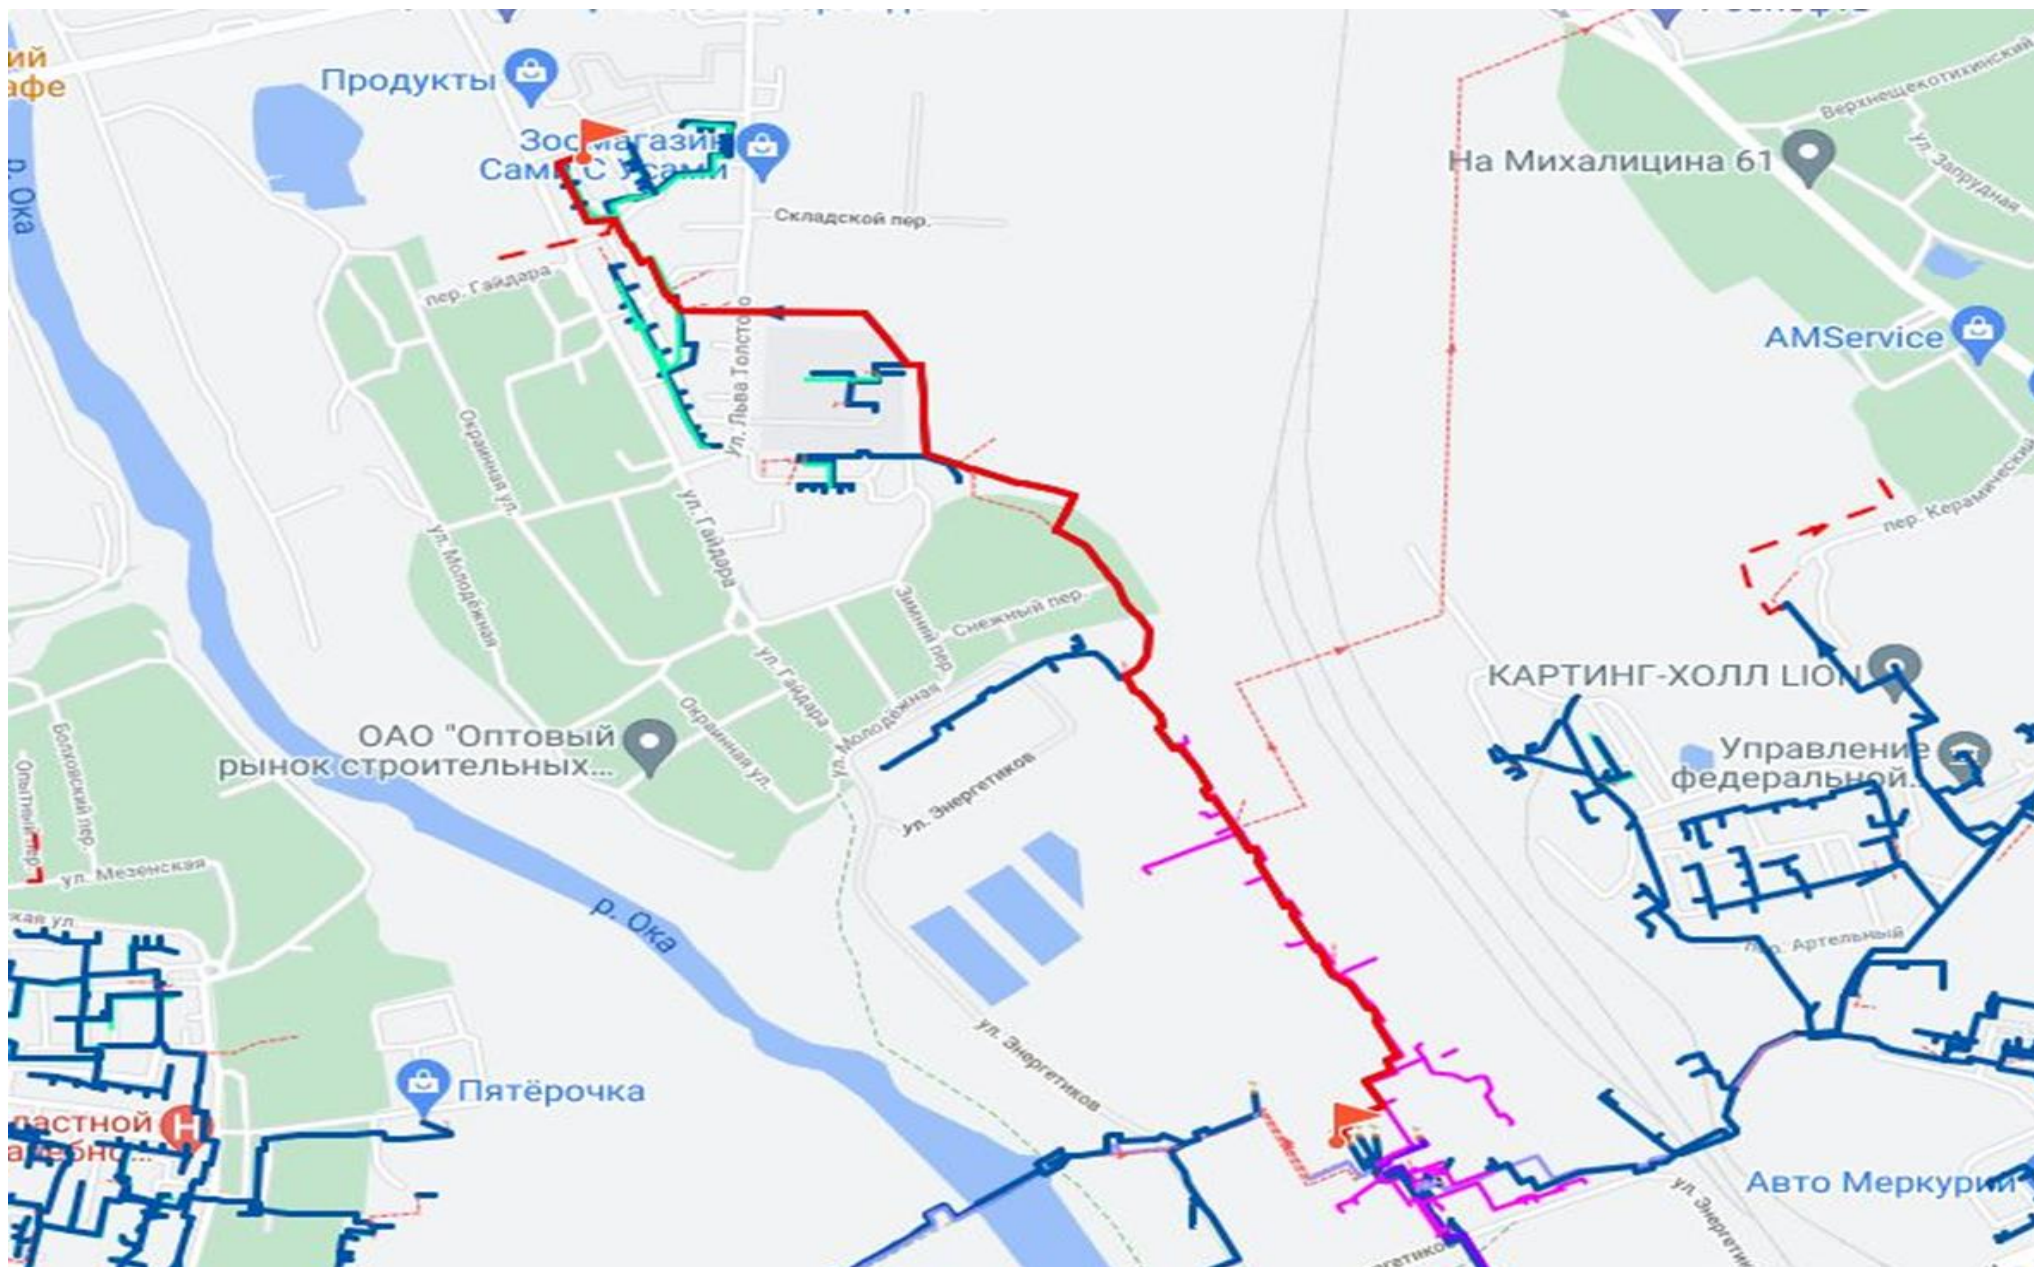 Продукты
Зоомагазин
Сами С Усами
р. Ока
Складской пер.
пер. Гайдара
ул. Льва Толстого
Верхнещекотихинский
ул. Запрудная
На Михалицина 61
AMService
пер. Керамический
Окраинная ул.
ул. Молодёжная
ул. Гайдара
Зимний пер.
Снежный пер.
ул. Гайдара
Окраинная ул.
ул. Молодёжная
ул. Энергетиков
КАРТИНГ-ХОЛЛ LION
Управление
федеральной...
ОАО "Оптовый
рынок строительных...
Болховский пер.
Опытный пер.
ул. Мезенская
р. Ока
пер. Артельный
ул. Энергетиков
Пятёрочка
Авто Меркурий